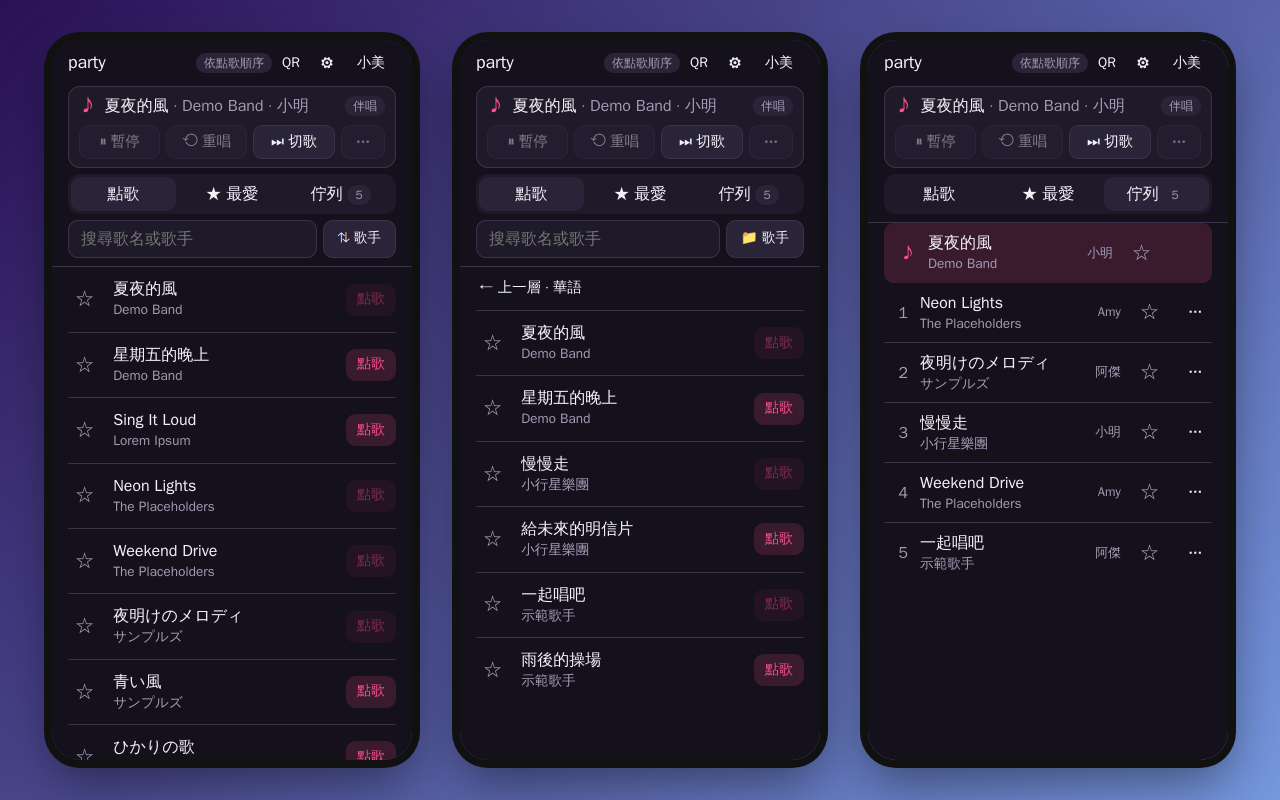 party 依點歌順序 QR ⚙ 小美
♪ 夏夜的風 · Demo Band · 小明 伴唱
⏸ 暫停 重唱 ⏭ 切歌 ···
點歌 ★ 最愛 佇列 5
搜尋歌名或歌手 ⇅ 歌手
☆ 夏夜的風 點歌
Demo Band
☆ 星期五的晚上 點歌
Demo Band
☆ Sing It Loud 點歌
Lorem Ipsum
☆ Neon Lights 點歌
The Placeholders
☆ Weekend Drive 點歌
The Placeholders
☆ 夜明けのメロディ 點歌
サンプルズ
☆ 青い風 點歌
サンプルズ
☆ ひかりの歌 點歌
party 依點歌順序 QR ⚙ 小美
♪ 夏夜的風 · Demo Band · 小明 伴唱
⏸ 暫停 重唱 ⏭ 切歌 ···
點歌 ★ 最愛 佇列 5
搜尋歌名或歌手 📁 歌手
← 上一層 · 華語
☆ 夏夜的風 點歌
Demo Band
☆ 星期五的晚上 點歌
Demo Band
☆ 慢慢走 點歌
小行星樂團
☆ 給未來的明信片 點歌
小行星樂團
☆ 一起唱吧 點歌
示範歌手
☆ 雨後的操場 點歌
示範歌手
party 依點歌順序 QR ⚙ 小美
♪ 夏夜的風 · Demo Band · 小明 伴唱
⏸ 暫停 重唱 ⏭ 切歌 ···
點歌 ★ 最愛 佇列 5
♪ 夏夜的風 小明 ☆
Demo Band
1 Neon Lights Amy ☆ ···
The Placeholders
2 夜明けのメロディ 阿傑 ☆ ···
サンプルズ
3 慢慢走 小明 ☆ ···
小行星樂團
4 Weekend Drive Amy ☆ ···
The Placeholders
5 一起唱吧 阿傑 ☆ ···
示範歌手